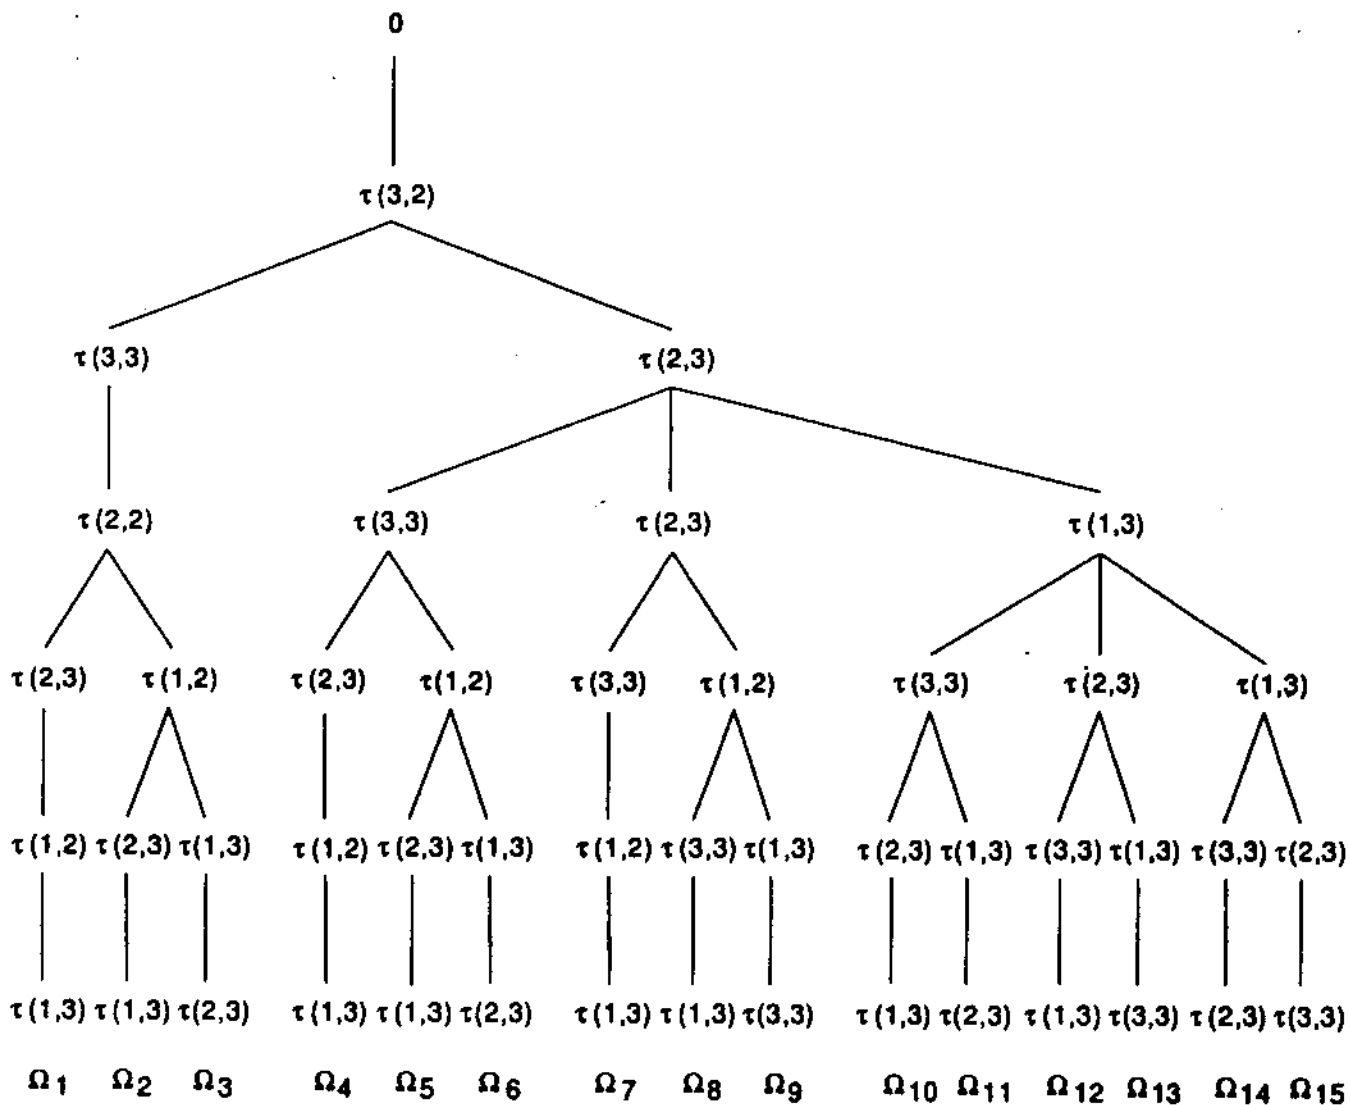 0
τ(3,2)
τ(3,3) τ(2,3)
τ(2,2) τ(3,3) τ(2,3) τ(1,3)
τ(2,3) τ(1,2) τ(2,3) τ(1,2) τ(3,3) τ(1,2) τ(3,3) τ(2,3) τ(1,3)
τ(1,2) τ(2,3) τ(1,3) τ(1,2) τ(2,3) τ(1,3) τ(1,2) τ(3,3) τ(1,3) τ(2,3) τ(1,3) τ(3,3) τ(1,3) τ(3,3) τ(2,3)
τ(1,3) τ(1,3) τ(2,3) τ(1,3) τ(1,3) τ(2,3) τ(1,3) τ(1,3) τ(3,3) τ(1,3) τ(2,3) τ(1,3) τ(3,3) τ(2,3) τ(3,3)
Ω1 Ω2 Ω3 Ω4 Ω5 Ω6 Ω7 Ω8 Ω9 Ω10 Ω11 Ω12 Ω13 Ω14 Ω15